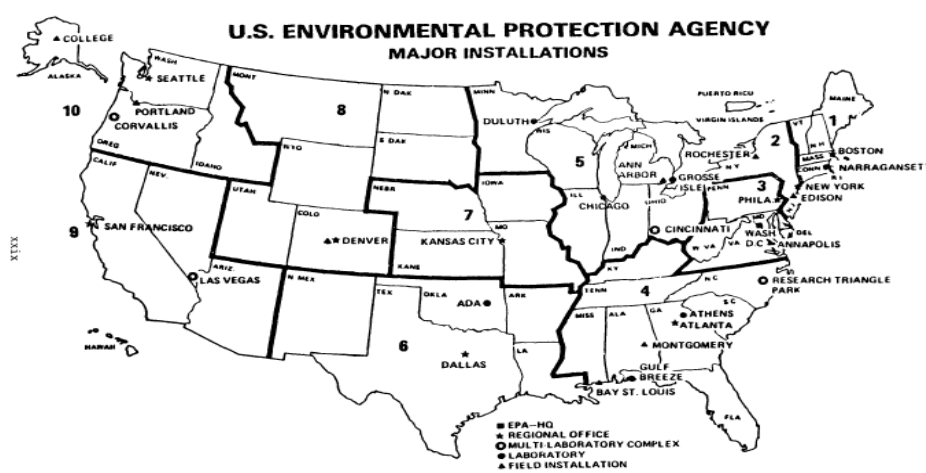 U.S. ENVIRONMENTAL PROTECTION AGENCY
MAJOR INSTALLATIONS
COLLEGE
ALASKA
WASH
SEATTLE
10
PORTLAND
CORVALLIS
OREG
IDAHO
MONT
8
N DAK
S DAK
WYO
MINN
DULUTH
WIS
5
MICH
ANN
ARBOR
GROSSE
ISLE
PUERTO RICO
VIRGIN ISLANDS
ROCHESTER
2
N Y
VT
1
MAINE
N H
MASS
BOSTON
CONN
NARRAGANSET
R I
NEW YORK
EDISON
N J
3
PENN
PHILA.
CALIF
NEV.
UTAH
COLO
DENVER
NEBR
7
IOWA
ILL
CHICAGO
IND
OHIO
CINCINNATI
W VA
VA
MD
WASH
D.C
DEL
ANNAPOLIS
9
SAN FRANCISCO
KANSAS CITY
MO
KANS
KY
xxix
ARIZ.
LAS VEGAS
N MEX
TEX
OKLA
ADA
ARK
TENN
4
N C
RESEARCH TRIANGLE
PARK
S C
ATHENS
ATLANTA
MISS
ALA
GA
MONTGOMERY
HAWAII
6
DALLAS
LA
GULF
BREEZE
BAY ST. LOUIS
FLA
EPA-HQ
REGIONAL OFFICE
MULTI-LABORATORY COMPLEX
LABORATORY
FIELD INSTALLATION